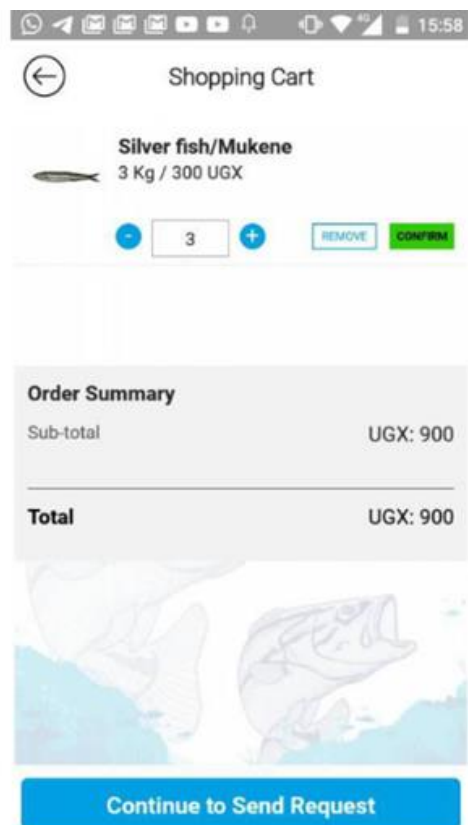 4G 15:58
Shopping Cart
Silver fish/Mukene
3 Kg / 300 UGX
- 3 + REMOVE CONFIRM
Order Summary
Sub-total UGX: 900
Total UGX: 900
Continue to Send Request